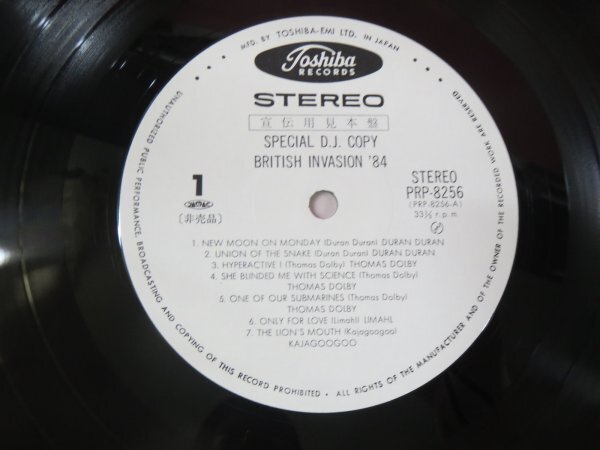 MFD. BY TOSHIBA-EMI LTD. IN JAPAN
Toshiba
RECORDS
STEREO
宣伝用見本盤
SPECIAL D.J. COPY
BRITISH INVASION '84
1
〔非売品〕
STEREO
PRP-8256
(PRP-8256-A)
33⅓ r.p.m.
Ⓟ
1. NEW MOON ON MONDAY (Duran Duran) DURAN DURAN
2. UNION OF THE SNAKE (Duran Duran) DURAN DURAN
3. HYPERACTIVE ! (Thomas Dolby) THOMAS DOLBY
4. SHE BLINDED ME WITH SCIENCE (Thomas Dolby)
THOMAS DOLBY
5. ONE OF OUR SUBMARINES (Thomas Dolby)
THOMAS DOLBY
6. ONLY FOR LOVE (Limahl) LIMAHL
7. THE LION'S MOUTH (Kajagoogoo)
KAJAGOOGOO
UNAUTHORIZED PUBLIC PERFORMANCE, BROADCASTING AND COPYING OF THIS RECORD PROHIBITED • ALL RIGHTS OF THE MANUFACTURER AND OF THE OWNER OF THE RECORDED WORK ARE RESERVED